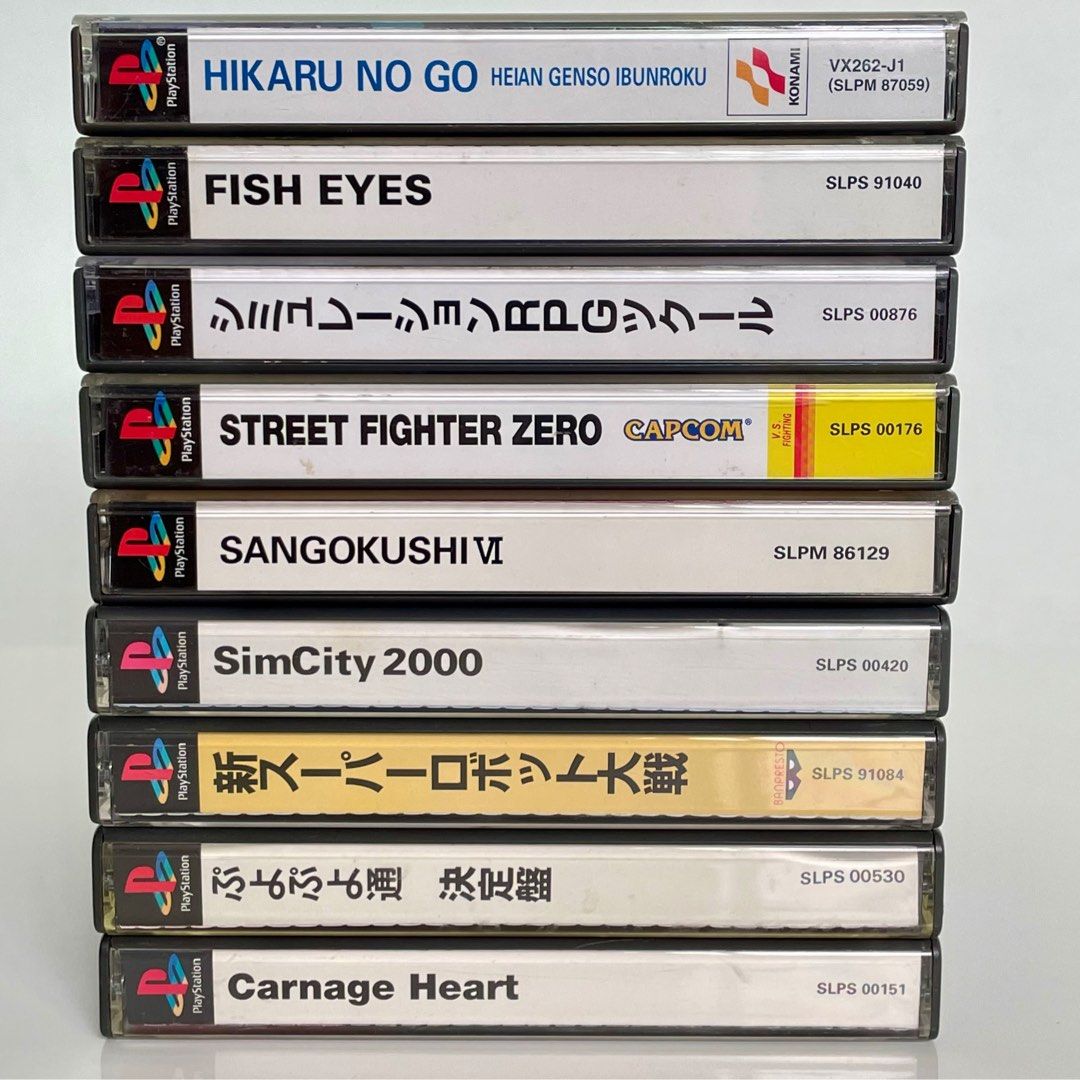 PlayStation®
HIKARU NO GO HEIAN GENSO IBUNROKU
KONAMI
VX262-J1
(SLPM 87059)
PlayStation
FISH EYES
SLPS 91040
PlayStation
シミュレーションRPGツクール
SLPS 00876
PlayStation
STREET FIGHTER ZERO
CAPCOM®
V.S.
FIGHTING
SLPS 00176
PlayStation
SANGOKUSHI Ⅵ
SLPM 86129
PlayStation
SimCity 2000
SLPS 00420
PlayStation
新スーパーロボット大戦
BANPRESTO
SLPS 91084
PlayStation
ぷよぷよ通 決定盤
SLPS 00530
PlayStation
Carnage Heart
SLPS 00151